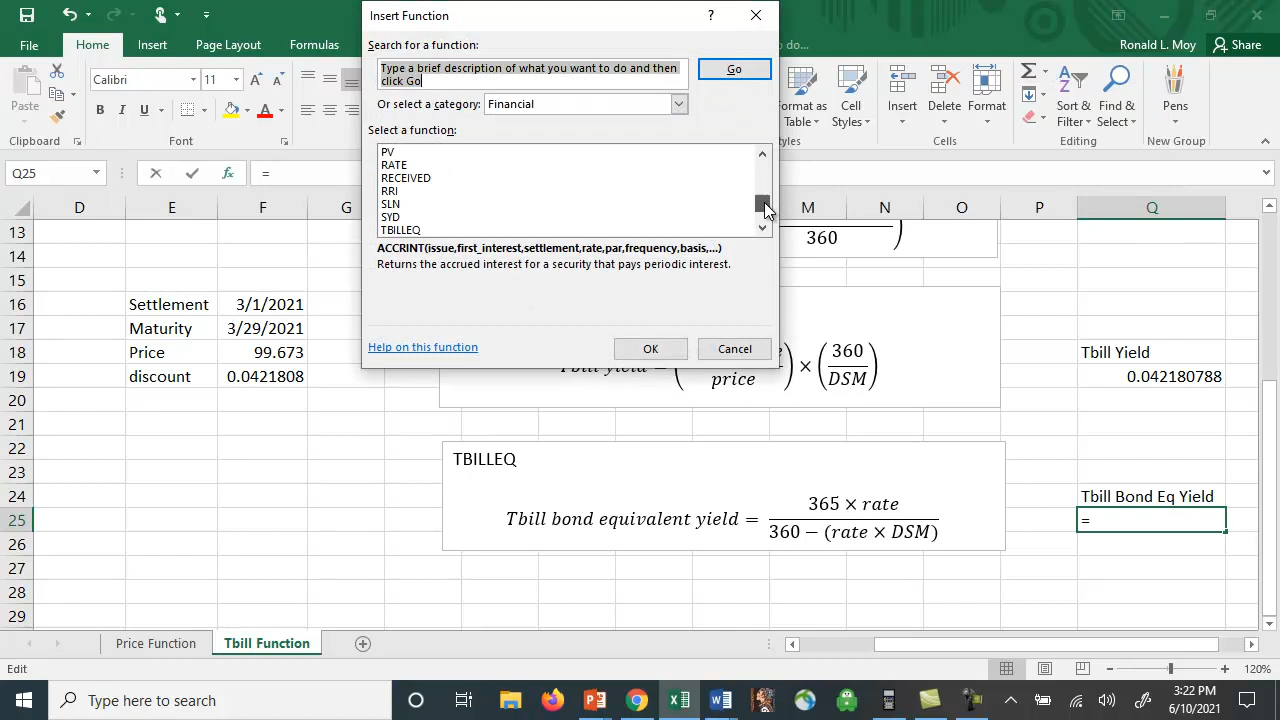 Insert Function
?
File
Home
Insert
Page Layout
Formulas
Search for a function:
Type a brief description of what you want to do and then
click Go
Go
Or select a category:
Financial
Select a function:
PV
RATE
RECEIVED
RRI
SLN
SYD
TBILLEQ
ACCRINT(issue,first_interest,settlement,rate,par,frequency,basis,...)
Returns the accrued interest for a security that pays periodic interest.
Help on this function
OK
Cancel
do...
Ronald L. Moy
Share
Paste
Calibri
11
A
A
B
I
U
A
Clipboard
Font
Format as
Table
Cell
Styles
Insert
Delete
Format
Sort &
Filter
Find &
Select
Pens
Cells
Editing
New Group
Q25
fx
=
D
E
F
G
M
N
O
P
Q
13
360
14
15
16
Settlement
3/1/2021
17
Maturity
3/29/2021
18
Price
99.673
360
Tbill Yield
19
discount
0.0421808
price
) × (
DSM
0.042180788
20
21
22
23
TBILLEQ
24
Tbill Bond Eq Yield
25
Tbill bond equivalent yield = 365 × rate / 360 − (rate × DSM)
=
26
27
28
29
Price Function
Tbill Function
Edit
120%
Type here to search
3:22 PM
6/10/2021